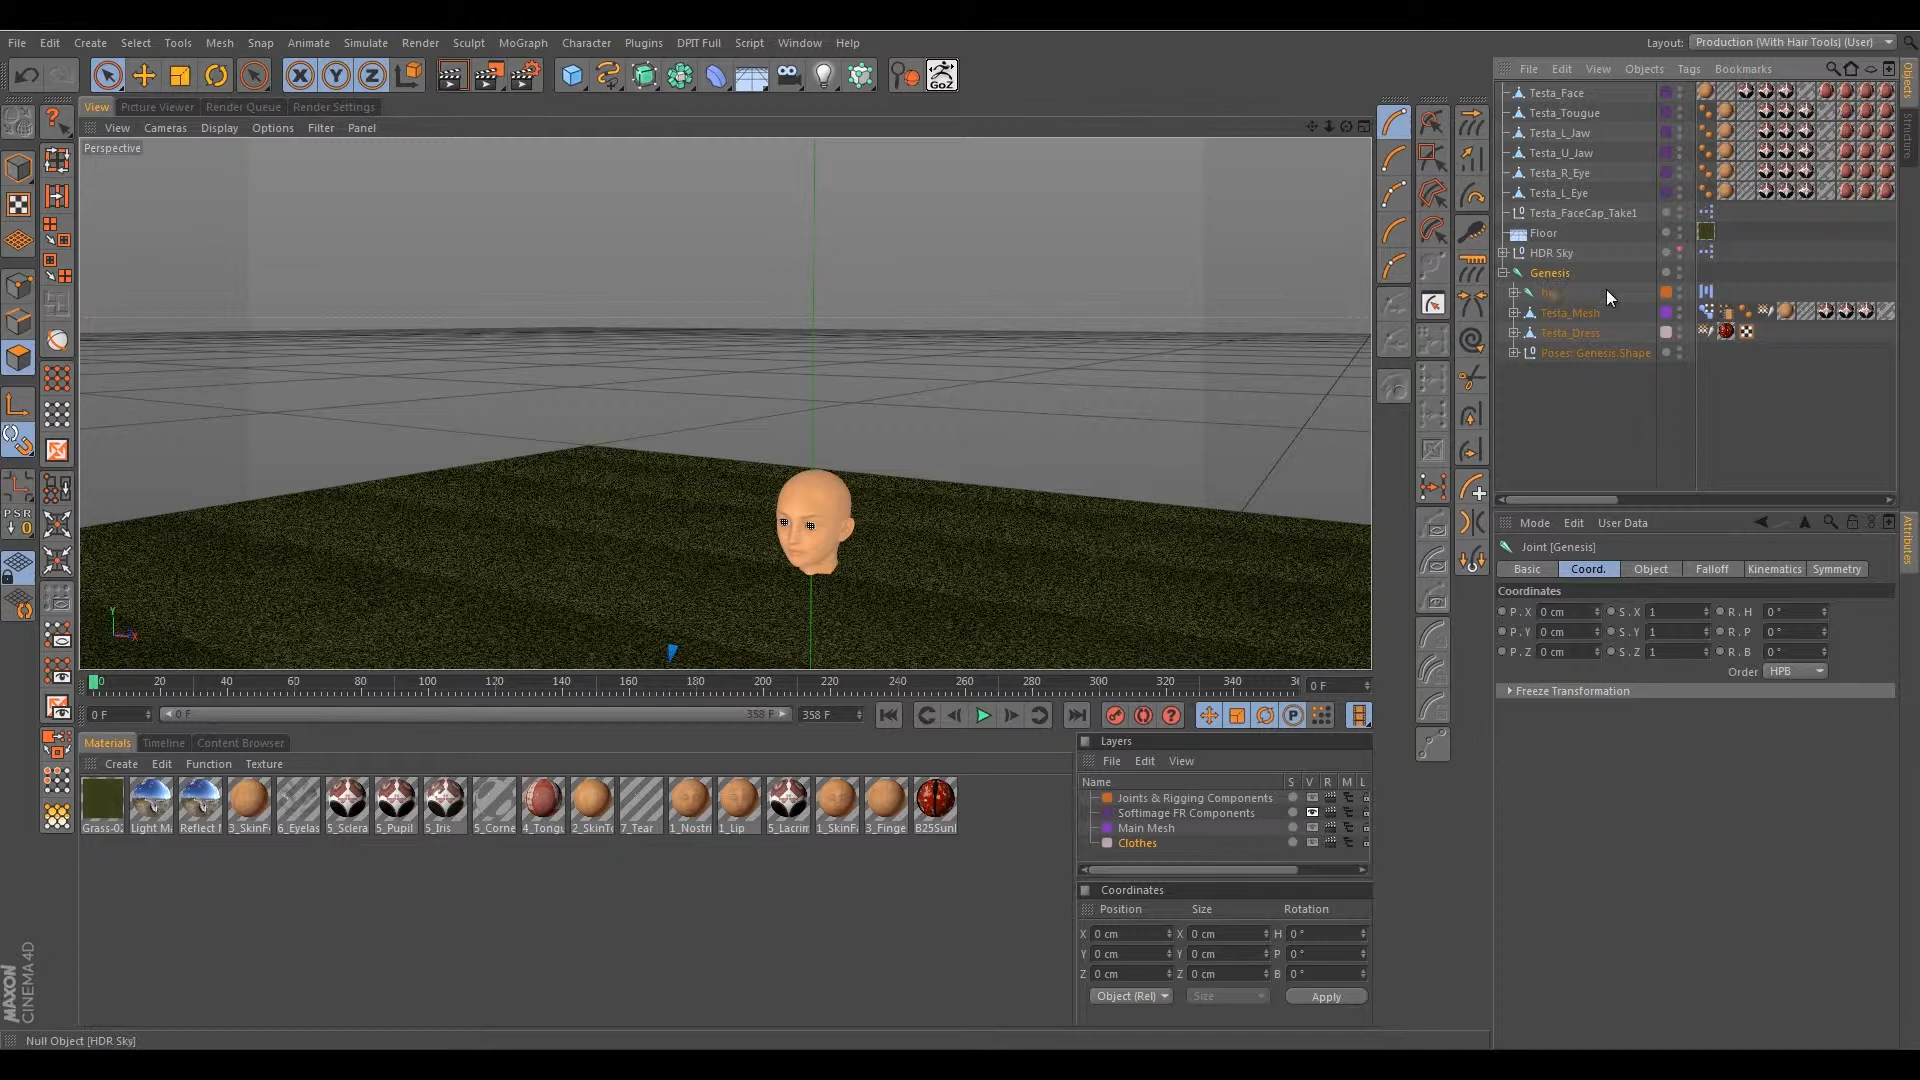 File Edit Create Select Tools Mesh Snap Animate Simulate Render Sculpt MoGraph Character Plugins DPIT Full Script Window Help
Layout: Production (With Hair Tools) (User)
GoZ
PSR
0
View Picture Viewer Render Queue Render Settings
View Cameras Display Options Filter Panel
Perspective
Y
X
0 20 40 60 80 100 120 140 160 180 200 220 240 260 280 300 320 340
0 F
0 F 0 F 358 F 358 F
Materials Timeline Content Browser
Create Edit Function Texture
Grass-02 Light M Reflect 3_SkinF 6_Eyelas 5_Sclera 5_Pupil 5_Iris 5_Corne 4_Tong 2_SkinT 7_Tear 1_Nostri 1_Lip 5_Lacrim 1_SkinF 3_Finge B25Sunl
Layers
File Edit View
Name S V R M L
Joints & Rigging Components
Softimage FR Components
Main Mesh
Clothes
Coordinates
Position Size Rotation
X 0 cm X 0 cm H 0 °
Y 0 cm Y 0 cm P 0 °
Z 0 cm Z 0 cm B 0 °
Object (Rel) Size Apply
File Edit View Objects Tags Bookmarks
Testa_Face
Testa_Tougue
Testa_L_Jaw
Testa_U_Jaw
Testa_R_Eye
Testa_L_Eye
Testa_FaceCap_Take1
Floor
HDR Sky
Genesis
Testa_Mesh
Testa_Dress
Poses: Genesis.Shape
Objects
Structure
Mode Edit User Data
Joint [Genesis]
Basic Coord. Object Falloff Kinematics Symmetry
Coordinates
P . X 0 cm S . X 1 R . H 0 °
P . Y 0 cm S . Y 1 R . P 0 °
P . Z 0 cm S . Z 1 R . B 0 °
Order HPB
Freeze Transformation
Attributes
MAXON
CINEMA 4D
Null Object [HDR Sky]